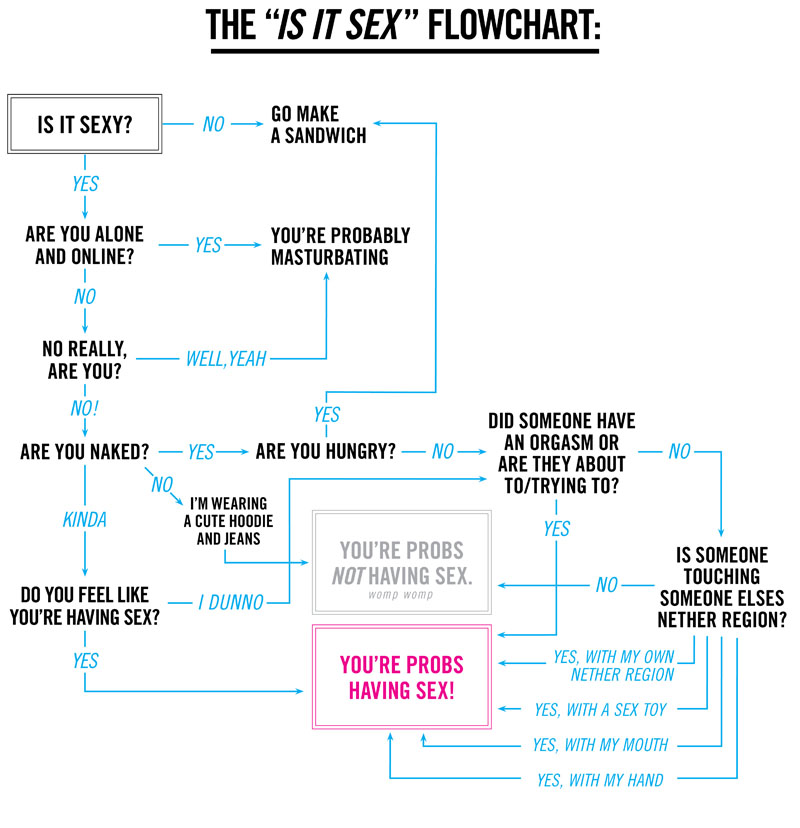 THE “IS IT SEX” FLOWCHART:
IS IT SEXY?
NO
GO MAKE
A SANDWICH
YES
ARE YOU ALONE
AND ONLINE?
YES
YOU'RE PROBABLY
MASTURBATING
NO
NO REALLY,
ARE YOU?
WELL, YEAH
NO!
YES
ARE YOU NAKED?
YES
ARE YOU HUNGRY?
NO
DID SOMEONE HAVE
AN ORGASM OR
ARE THEY ABOUT
TO/TRYING TO?
NO
NO
I'M WEARING
A CUTE HOODIE
AND JEANS
KINDA
YES
YOU'RE PROBS
NOT HAVING SEX.
womp womp
IS SOMEONE
TOUCHING
SOMEONE ELSES
NETHER REGION?
NO
DO YOU FEEL LIKE
YOU'RE HAVING SEX?
I DUNNO
YES
YOU'RE PROBS
HAVING SEX!
YES, WITH MY OWN
NETHER REGION
YES, WITH A SEX TOY
YES, WITH MY MOUTH
YES, WITH MY HAND